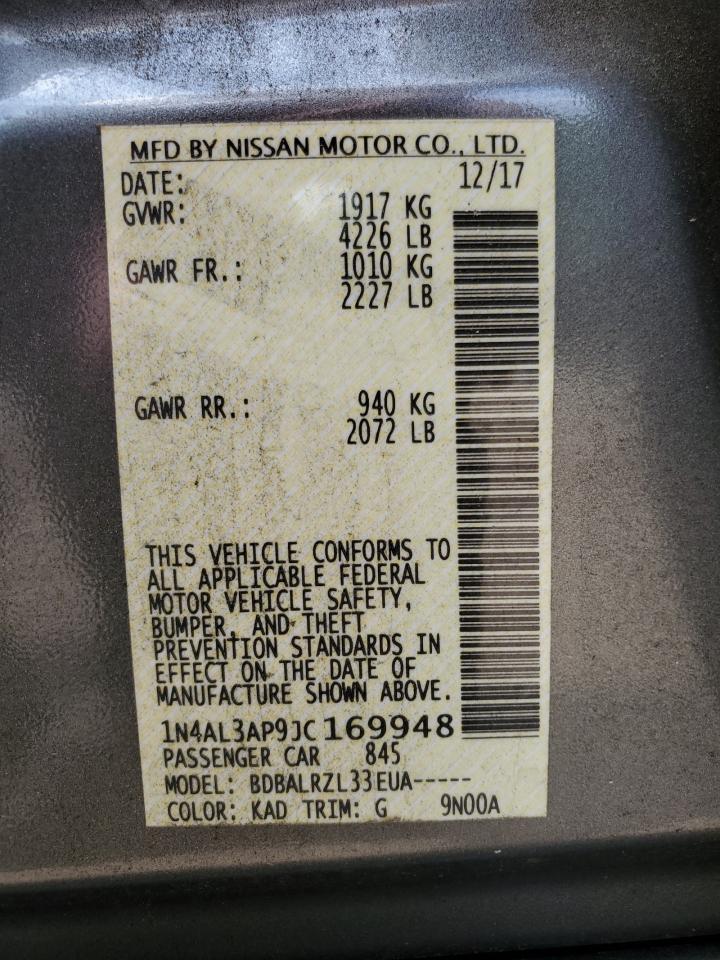 MFD BY NISSAN MOTOR CO., LTD.
DATE: 12/17
GVWR: 1917 KG
4226 LB
GAWR FR.: 1010 KG
2227 LB
GAWR RR.: 940 KG
2072 LB
THIS VEHICLE CONFORMS TO
ALL APPLICABLE FEDERAL
MOTOR VEHICLE SAFETY,
BUMPER, AND THEFT
PREVENTION STANDARDS IN
EFFECT ON THE DATE OF
MANUFACTURE SHOWN ABOVE.
1N4AL3AP9JC169948
PASSENGER CAR 845
MODEL: BDBALRZL33EUA-----
COLOR: KAD TRIM: G 9N00A